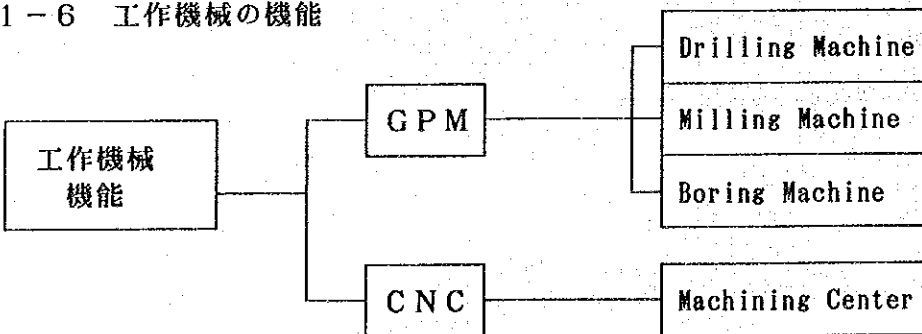 1－6　工作機械の機能
Drilling Machine
GPM
Milling Machine
工作機械
機能
Boring Machine
CNC
Machining Center